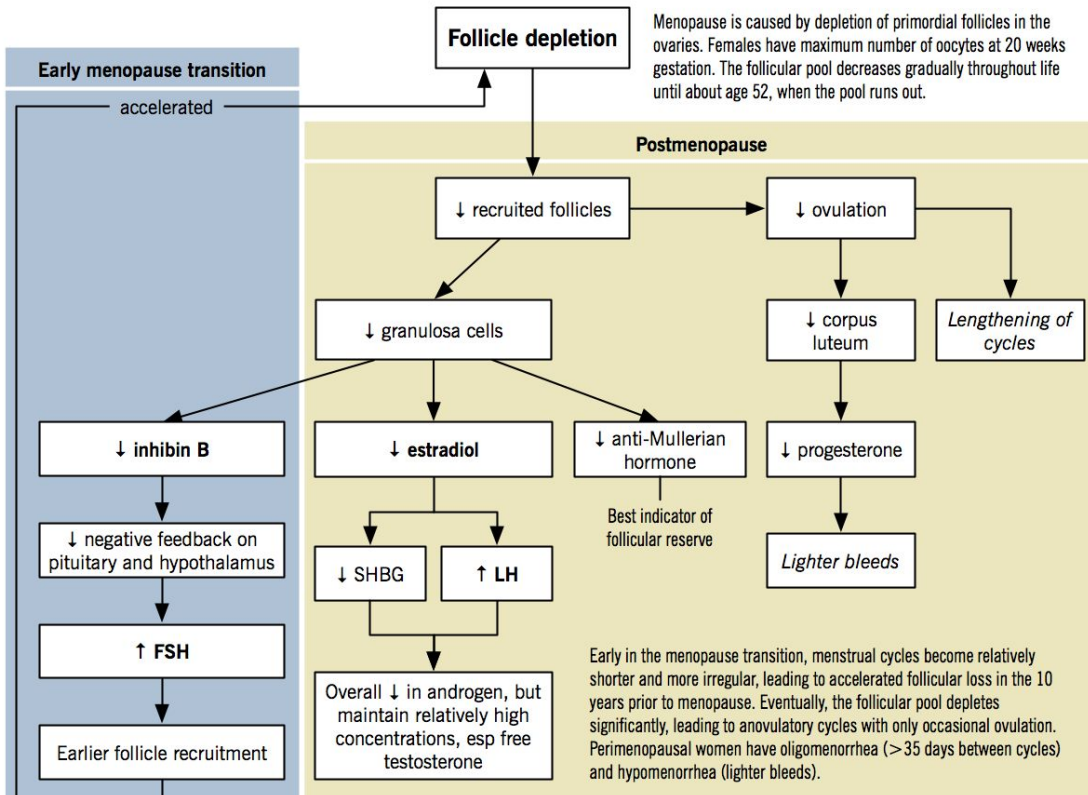 Follicle depletion
Menopause is caused by depletion of primordial follicles in the
ovaries. Females have maximum number of oocytes at 20 weeks
gestation. The follicular pool decreases gradually throughout life
until about age 52, when the pool runs out.
Early menopause transition
accelerated
Postmenopause
↓ recruited follicles
↓ ovulation
↓ granulosa cells
↓ corpus
luteum
Lengthening of
cycles
↓ inhibin B
↓ estradiol
↓ anti-Mullerian
hormone
↓ progesterone
Best indicator of
follicular reserve
↓ negative feedback on
pituitary and hypothalamus
↓ SHBG
↑ LH
Lighter bleeds
↑ FSH
Overall ↓ in androgen, but
maintain relatively high
concentrations, esp free
testosterone
Early in the menopause transition, menstrual cycles become relatively
shorter and more irregular, leading to accelerated follicular loss in the 10
years prior to menopause. Eventually, the follicular pool depletes
significantly, leading to anovulatory cycles with only occasional ovulation.
Perimenopausal women have oligomenorrhea (>35 days between cycles)
and hypomenorrhea (lighter bleeds).
Earlier follicle recruitment